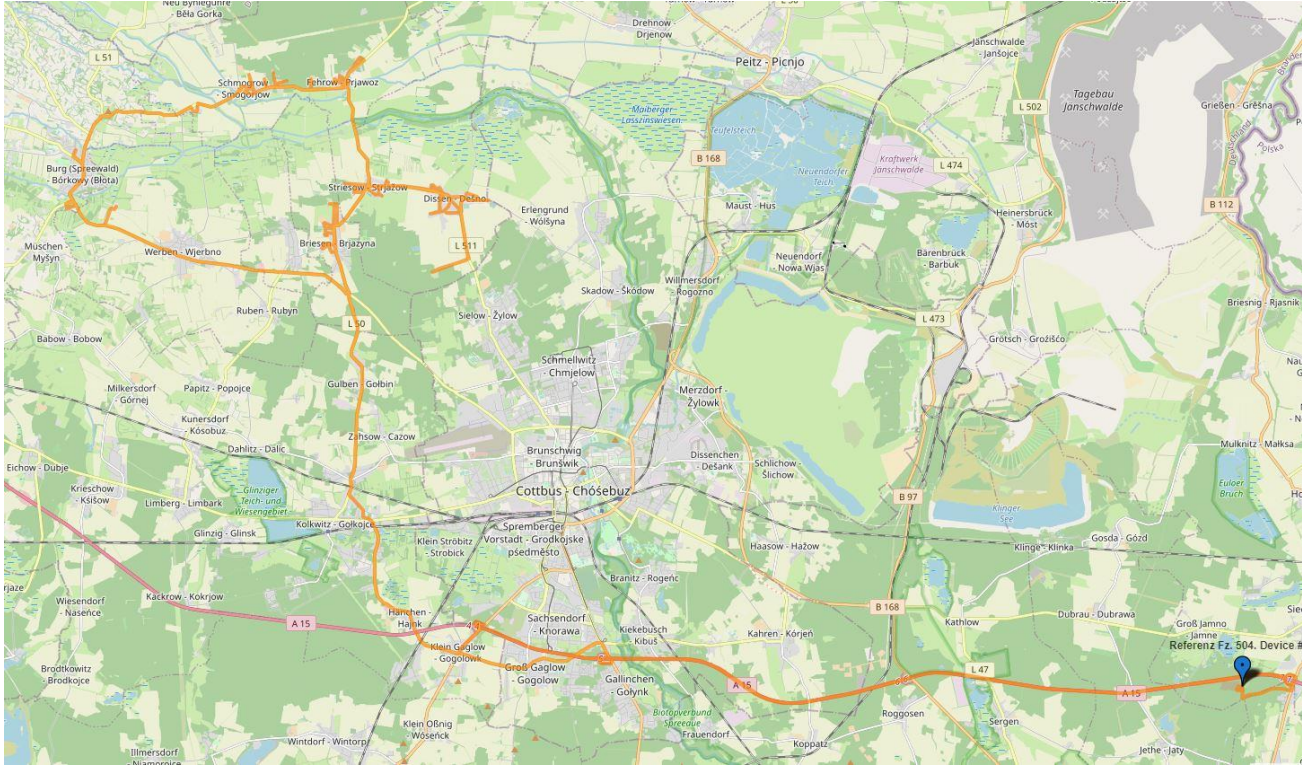 Neu Byhleguhre
- Běła Gorka
L 51
Drehnow -
Drjenow
Peitz - Picnjo
Jänschwalde
- Janšojce
Tagebau
Jänschwalde
Grießen - Grěšna
Deutschland
Polska
Schmogrow -
Smogorjow
Fehrow - Prjawoz
Maiberger
Lasszinswiesen
Teufelsteich
L 502
B 168
Kraftwerk
Jänschwalde
L 474
Neuendorfer
Teich
Burg (Spreewald)
- Bórkowy (Błota)
Striesow - Strjažow
Dissen - Dešno
Erlengrund
- Wólšyna
Maust - Hus
Heinersbrück
- Móst
B 112
Müschen -
Myšyn
Werben - Wjerbno
Briesen - Brjazyna
L 511
Neuendorf -
Nowa Wjas
Bärenbrück
- Barbuk
Skadow - Škódow
Willmersdorf
- Rogozno
Briesnig - Rjasnik
Ruben - Rubyn
L 50
Sielow - Žylow
L 473
Babow - Bobow
Grötsch - Groźišćo
Schmellwitz
- Chmjelow
Milkersdorf
- Górnej
Papitz - Popojce
Gulben - Gołbin
Merzdorf -
Žylowk
Kunersdorf
- Kósobuz
Zahsow - Cazow
Dahlitz - Dalic
Mulknitz - Małksa
Eichow - Dubje
Brunschwig -
Brunšwik
Dissenchen
- Dešank
Schlichow -
Šlichow
Krieschow
- Kśišow
Limberg - Limbark
Glinziger
Teich- und
Wiesengebiet
Cottbus - Chóśebuz
B 97
Euloer
Bruch
Klinger
See
Glinzig - Glinsk
Kolkwitz - Gołkojce
Klein Ströbitz
- Strobick
Spremberger
Vorstadt - Grodkojske
pśedměsto
Haasow - Hažow
Klinge - Klinka
Gosda - Gózd
Branitz - Rogeńc
Wiesendorf
- Naseńce
Kackrow - Kokrjow
A 15
Hänchen -
Hajnk
Sachsendorf
- Knorawa
Kiekebusch
- Kibuš
B 168
Kathlow
Dubrau - Dubrawa
Groß Jamno
- Jamne
Kahren - Kórjeń
Klein Gaglow
- Gogolowk
Referenz Fz. 504. Device #
Brodtkowitz
- Brodkojce
Groß Gaglow
- Gogolow
Gallinchen
- Gołynk
A 15
L 47
A 15
Biotopverbund
Spreeaue
Roggosen
Sergen
Klein Oßnig
- Wóseńck
Frauendorf
Illmersdorf
- Njamorojce
Wintdorf - Wintorp
Koppatz
Jethe - Jaty